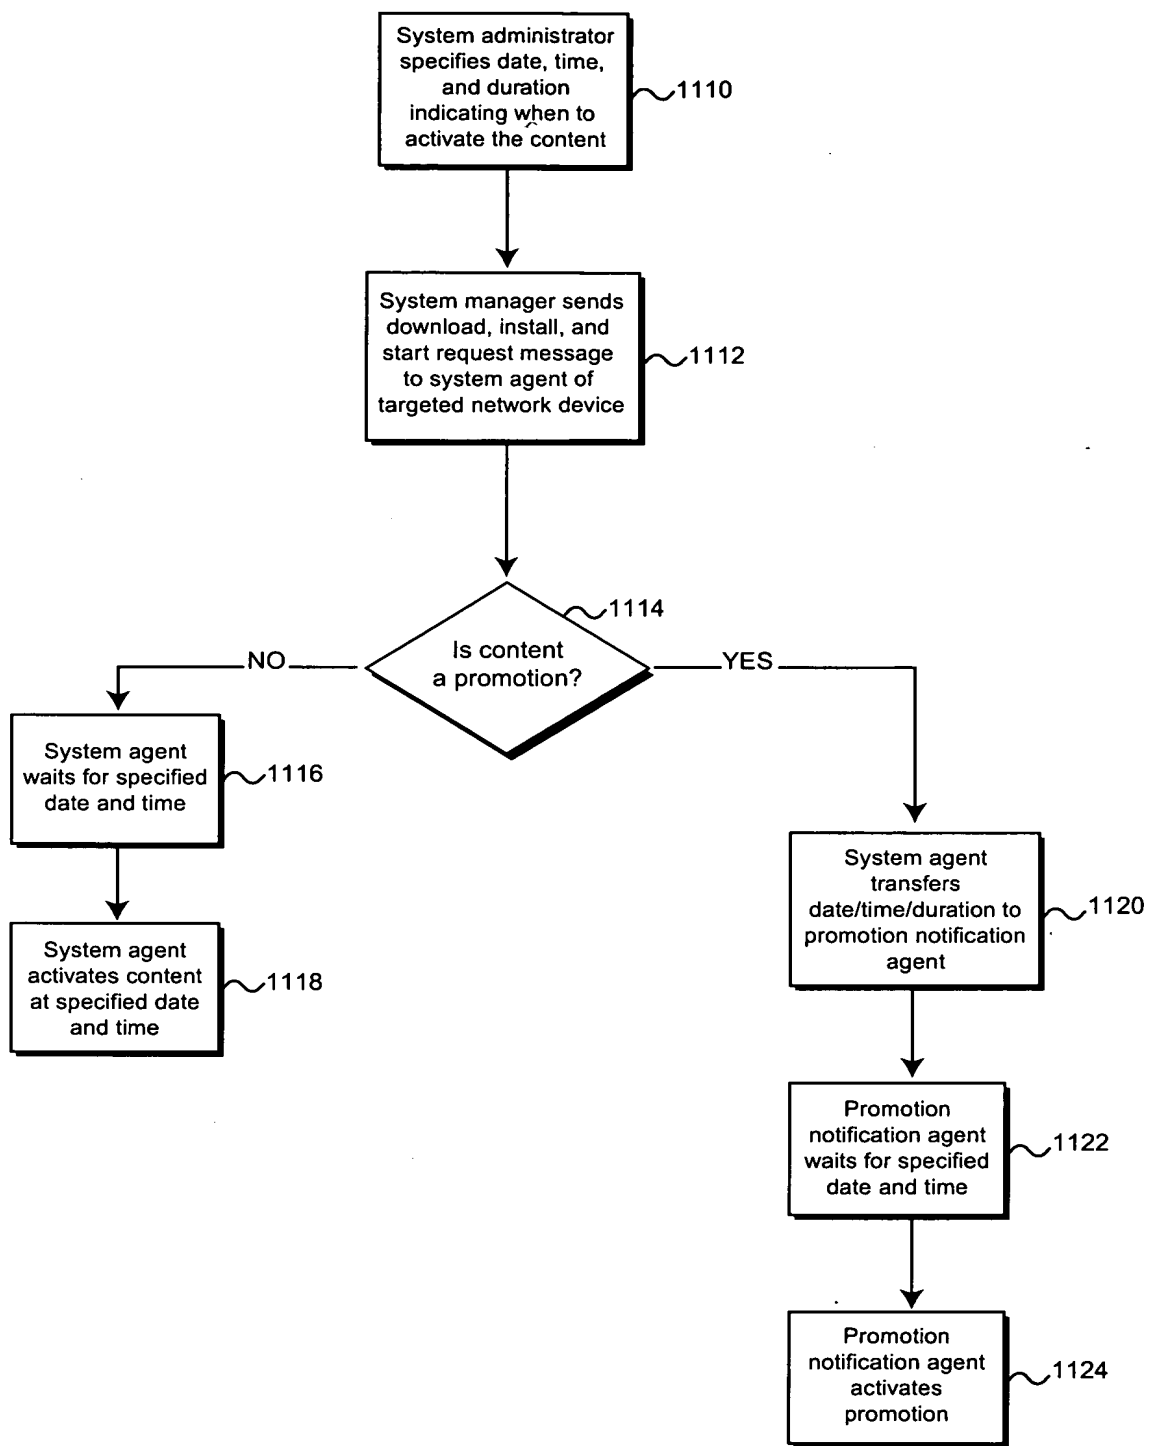 System administrator
specifies date, time,
and duration
indicating when to
activate the content
1110
System manager sends
download, install, and
start request message
to system agent of
targeted network device
1112
1114
Is content
a promotion?
NO
YES
System agent
waits for specified
date and time
1116
System agent
activates content
at specified date
and time
1118
System agent
transfers
date/time/duration to
promotion notification
agent
1120
Promotion
notification agent
waits for specified
date and time
1122
Promotion
notification agent
activates
promotion
1124